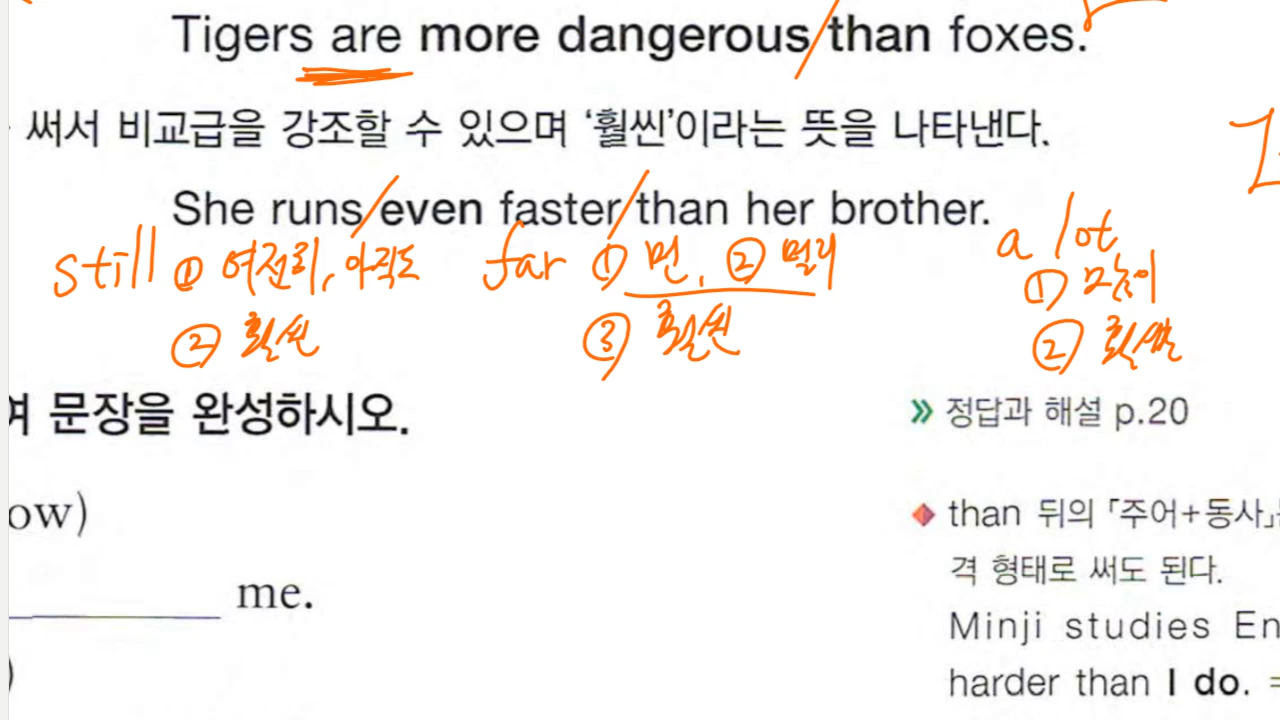 Tigers are more dangerous than foxes.
써서 비교급을 강조할 수 있으며 ‘훨씬’이라는 뜻을 나타낸다.
She runs even faster than her brother.
still ① 여전히, 아직도
② 훨씬
far ① 먼, ② 멀리
③ 훨씬
a lot
① 많이
② 훨씬
여 문장을 완성하시오.
» 정답과 해설 p.20
ow)
me.
)
◆ than 뒤의 「주어+동사」는
격 형태로 써도 된다.
Minji studies En
harder than I do. =